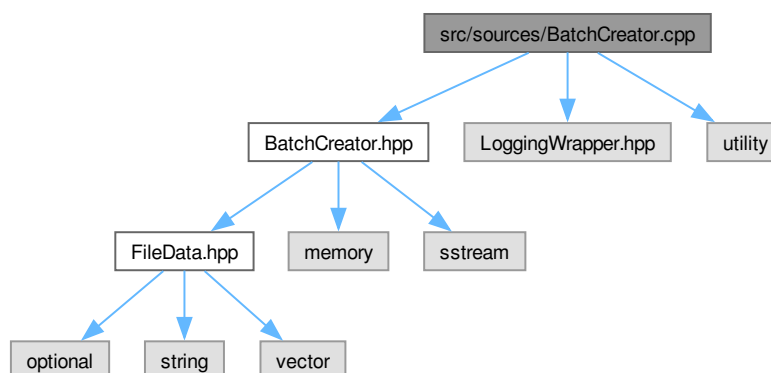 src/sources/BatchCreator.cpp
BatchCreator.hpp
LoggingWrapper.hpp
utility
FileData.hpp
memory
sstream
optional
string
vector